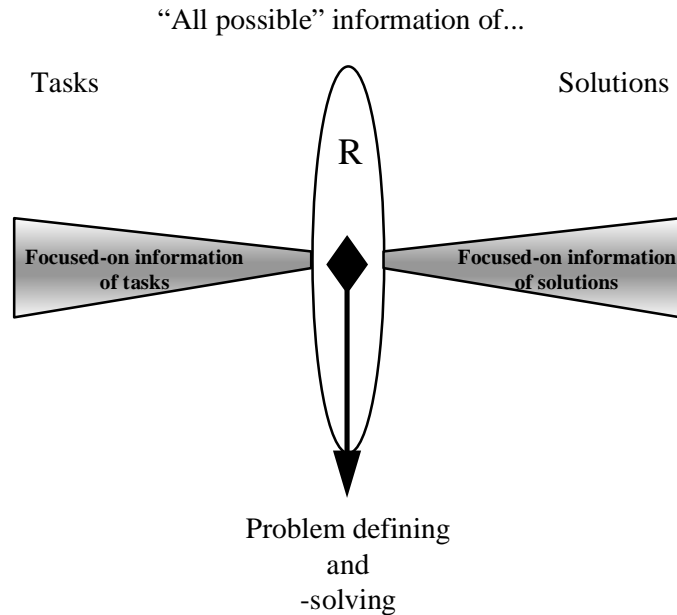 “All possible” information of...
Tasks
Solutions
R
Focused-on information
of tasks
Focused-on information
of solutions
Problem defining
and
-solving